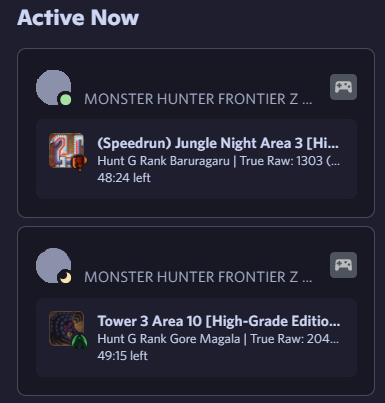 Active Now
MONSTER HUNTER FRONTIER Z ...
(Speedrun) Jungle Night Area 3 [Hi...
Hunt G Rank Baruragaru | True Raw: 1303 (...
48:24 left
MONSTER HUNTER FRONTIER Z ...
Tower 3 Area 10 [High-Grade Editio...
Hunt G Rank Gore Magala | True Raw: 204...
49:15 left